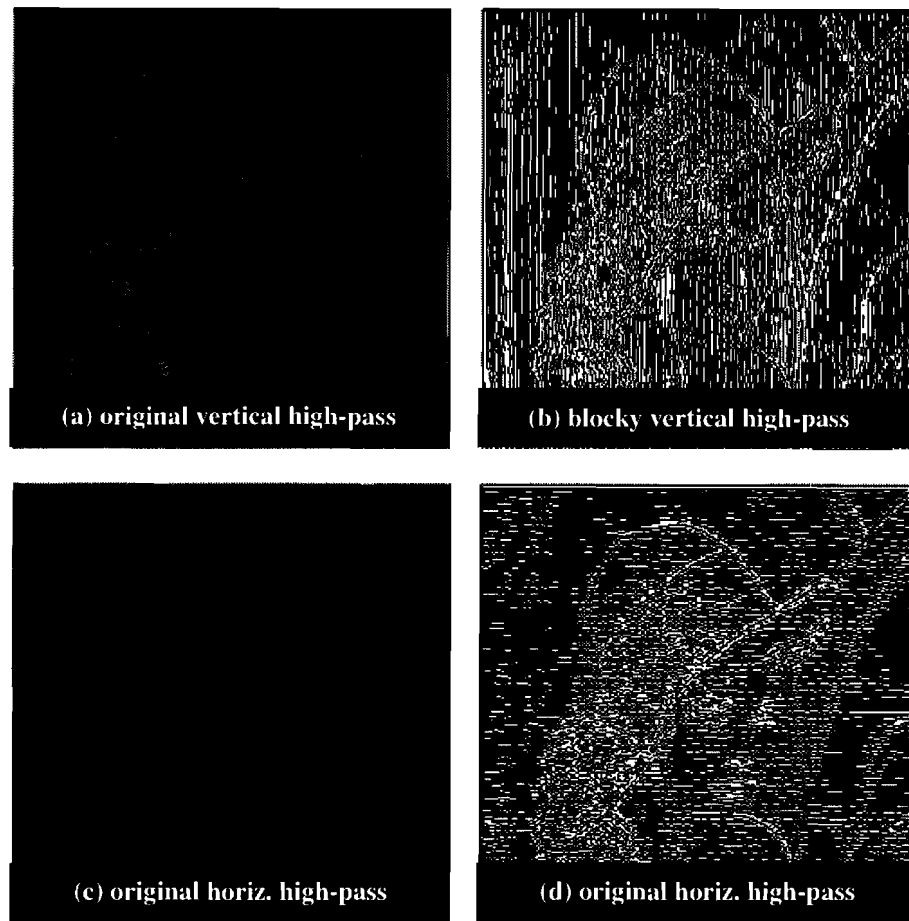 (a) original vertical high-pass
(b) blocky vertical high-pass
(c) original horiz. high-pass
(d) original horiz. high-pass